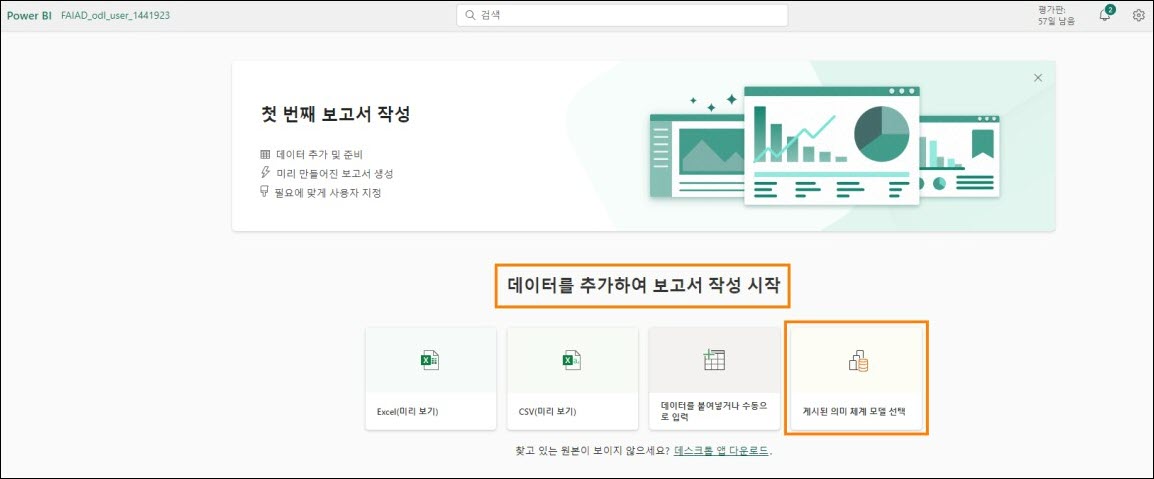 Power BI FAIAD_odl_user_1441923
검색
평가판:
57일 남음
2
첫 번째 보고서 작성
데이터 추가 및 준비
미리 만들어진 보고서 생성
필요에 맞게 사용자 지정
데이터를 추가하여 보고서 작성 시작
Excel(미리 보기)
CSV(미리 보기)
데이터를 붙여넣거나 수동으
로 입력
게시된 의미 체계 모델 선택
찾고 있는 원본이 보이지 않으세요? 데스크톱 앱 다운로드.